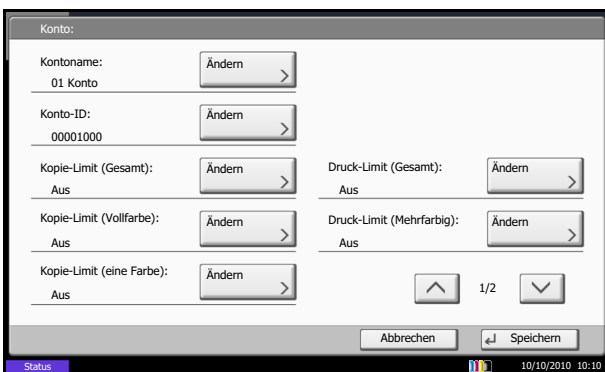 Konto:
Kontoname:
01 Konto
Ändern
Konto-ID:
00001000
Ändern
Kopie-Limit (Gesamt):
Aus
Ändern
Druck-Limit (Gesamt):
Aus
Ändern
Kopie-Limit (Vollfarbe):
Aus
Ändern
Druck-Limit (Mehrfarbig):
Aus
Ändern
Kopie-Limit (eine Farbe):
Aus
Ändern
1/2
Abbrechen
Speichern
Status
10/10/2010 10:10